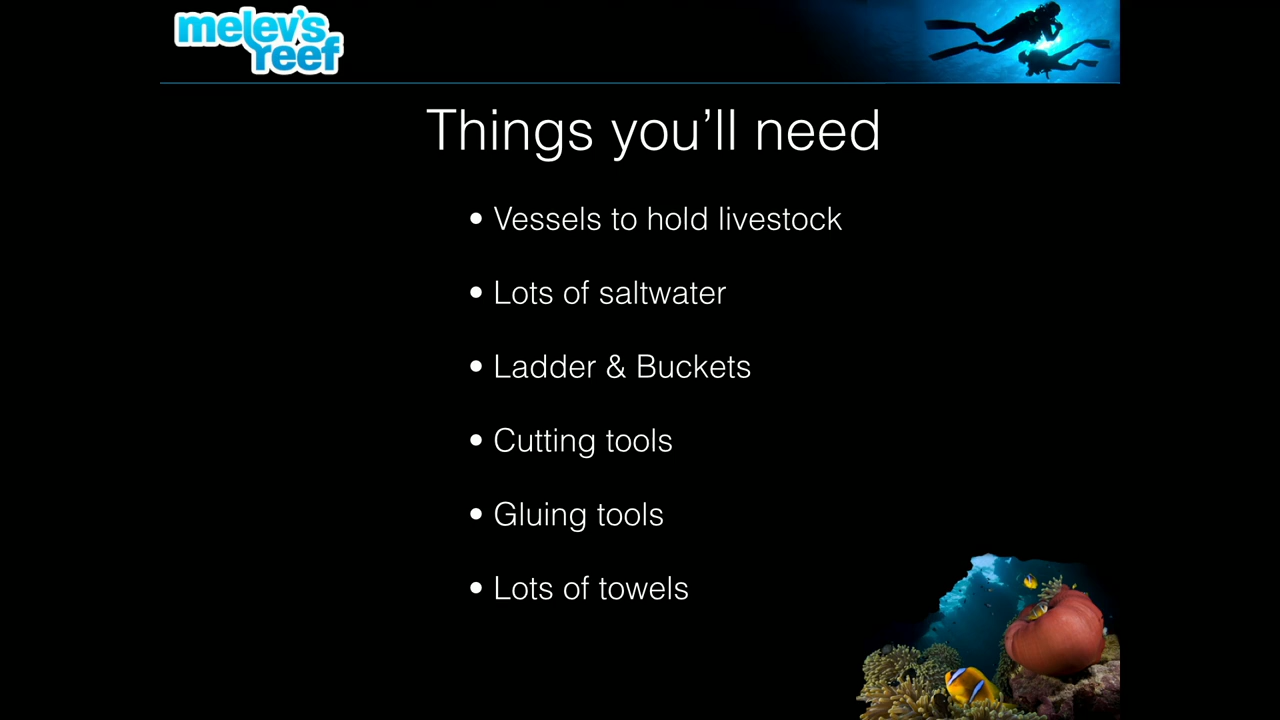 melev's
reef
Things you’ll need
• Vessels to hold livestock
• Lots of saltwater
• Ladder & Buckets
• Cutting tools
• Gluing tools
• Lots of towels